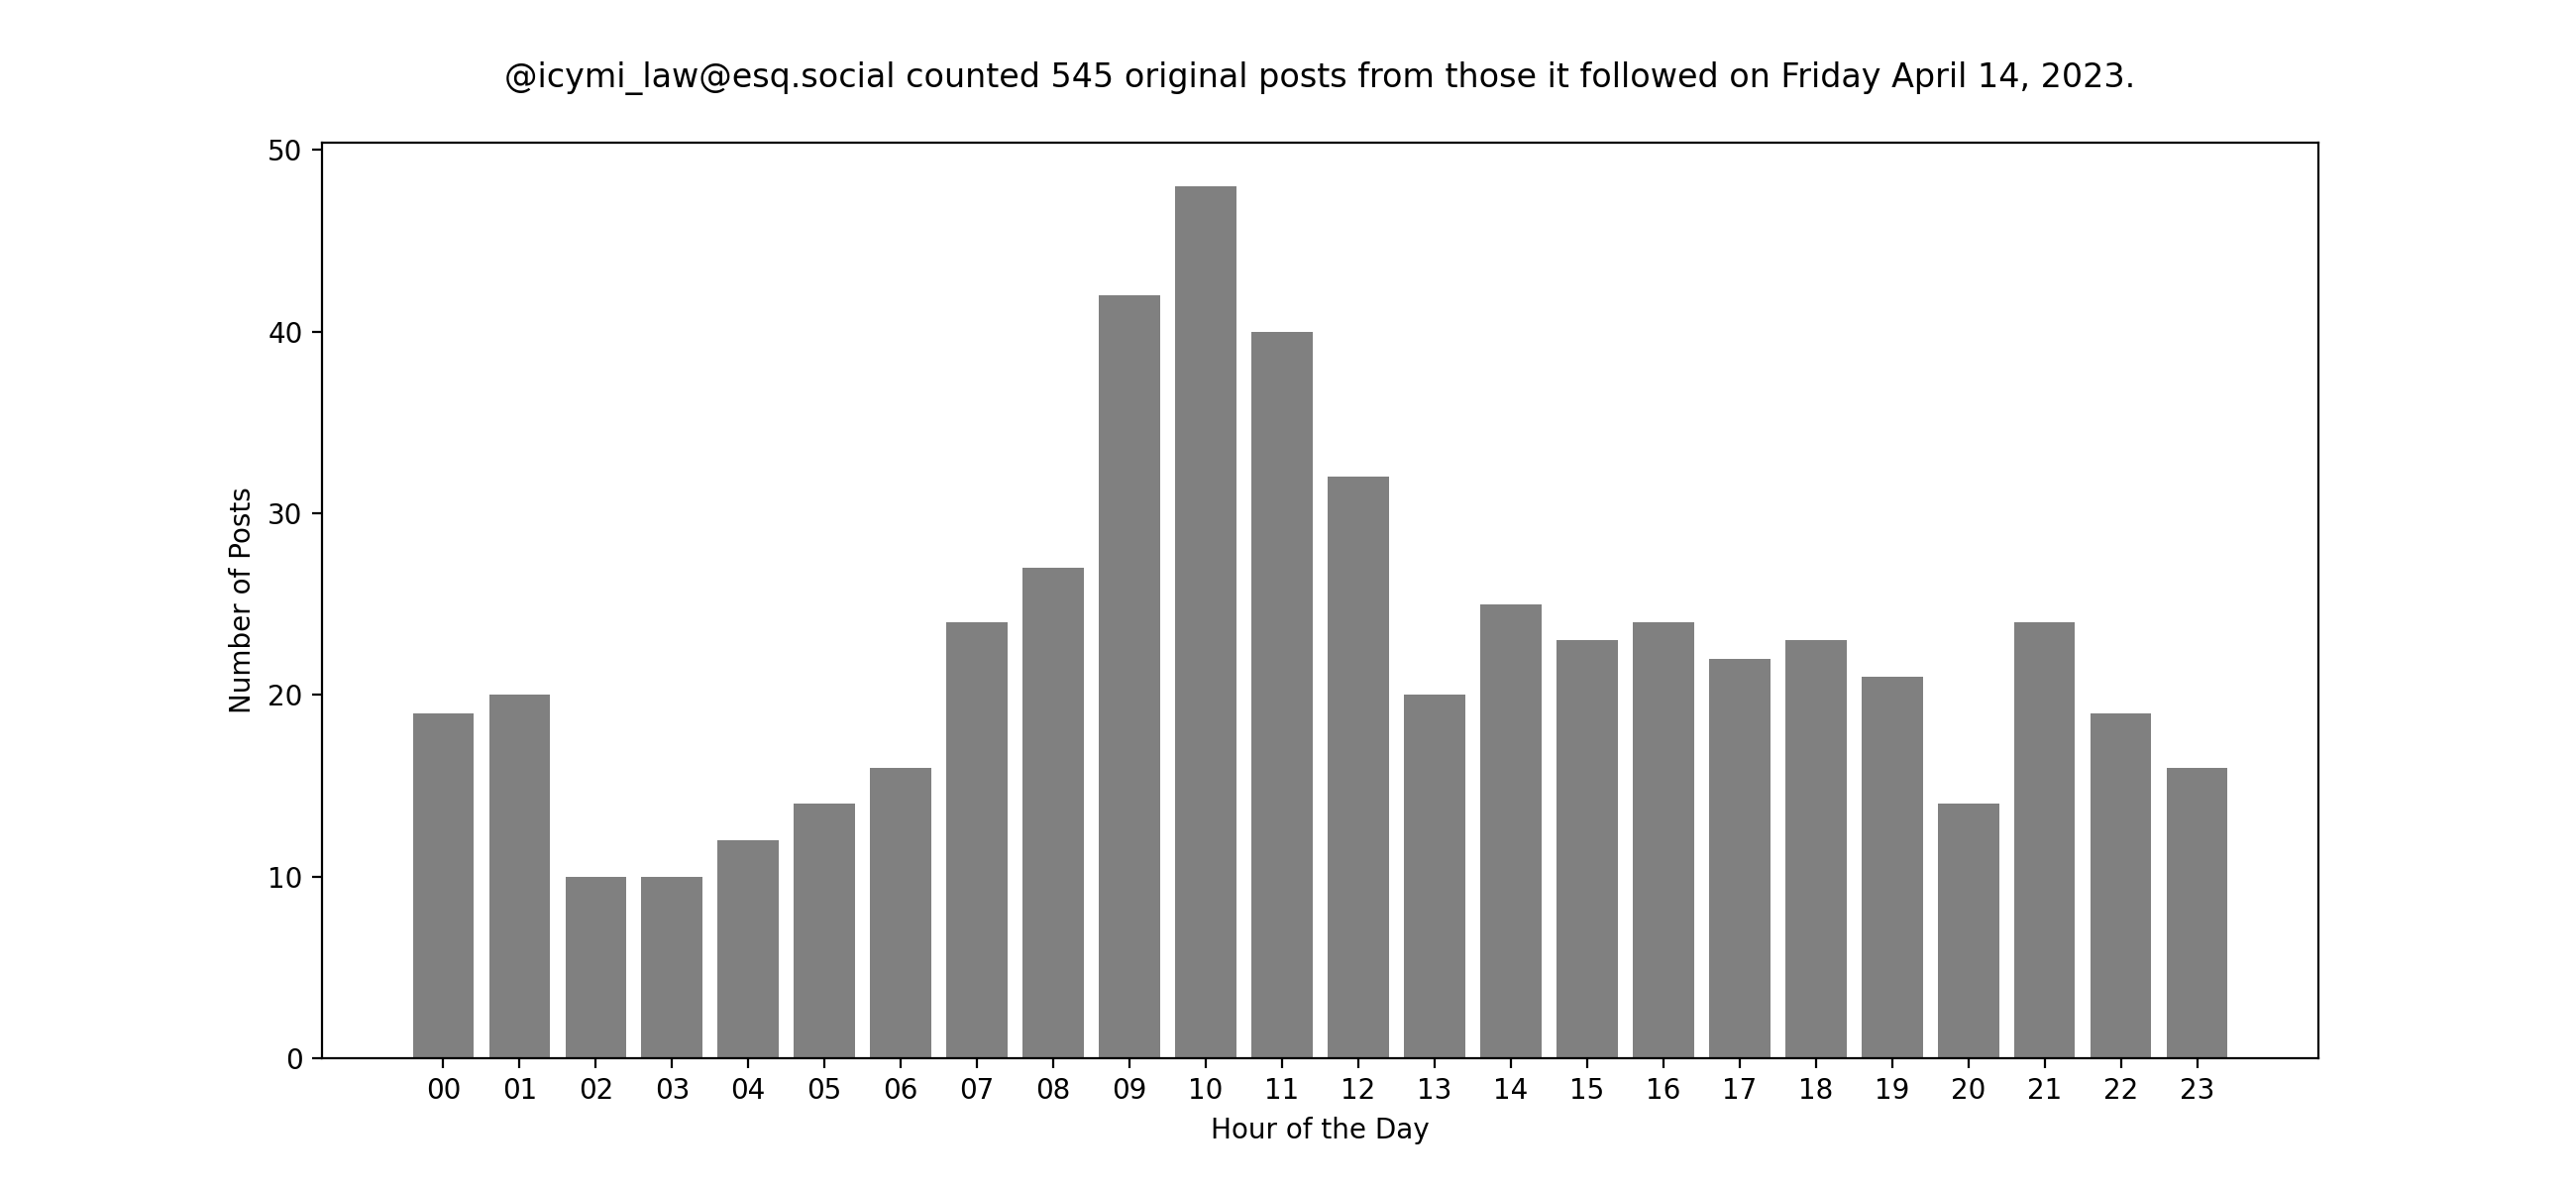 @icymi_law@esq.social counted 545 original posts from those it followed on Friday April 14, 2023.
50
40
30
20
10
0
Number of Posts
00 01 02 03 04 05 06 07 08 09 10 11 12 13 14 15 16 17 18 19 20 21 22 23
Hour of the Day